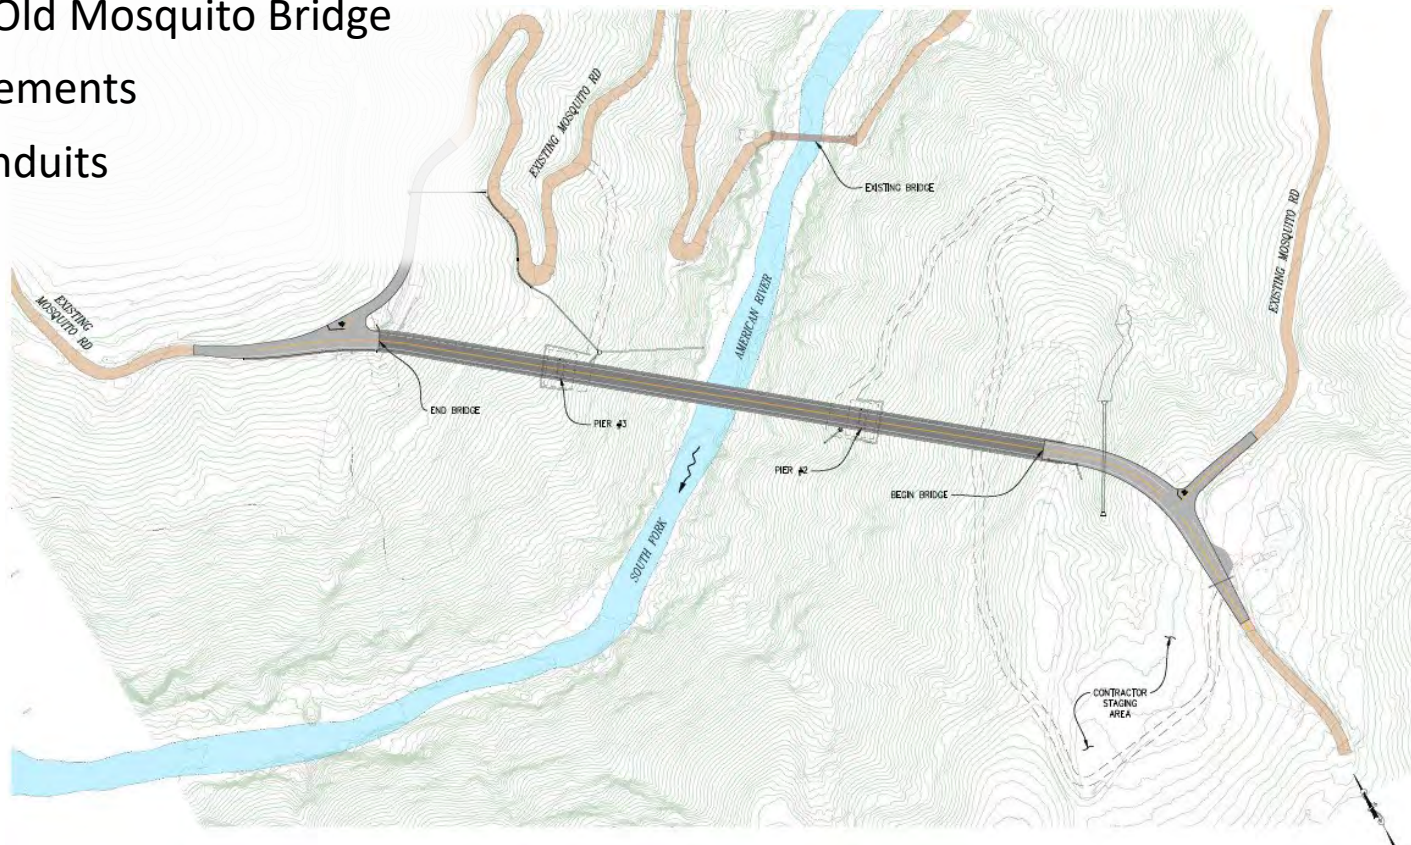 Old Mosquito Bridge
ements
nduits
EXISTING MOSQUITO RD
EXISTING BRIDGE
EXISTING MOSQUITO RD
AMERICAN RIVER
EXISTING
MOSQUITO RD
END BRIDGE
PIER #3
PIER #2
BEGIN BRIDGE
SOUTH FORK
CONTRACTOR
STAGING
AREA